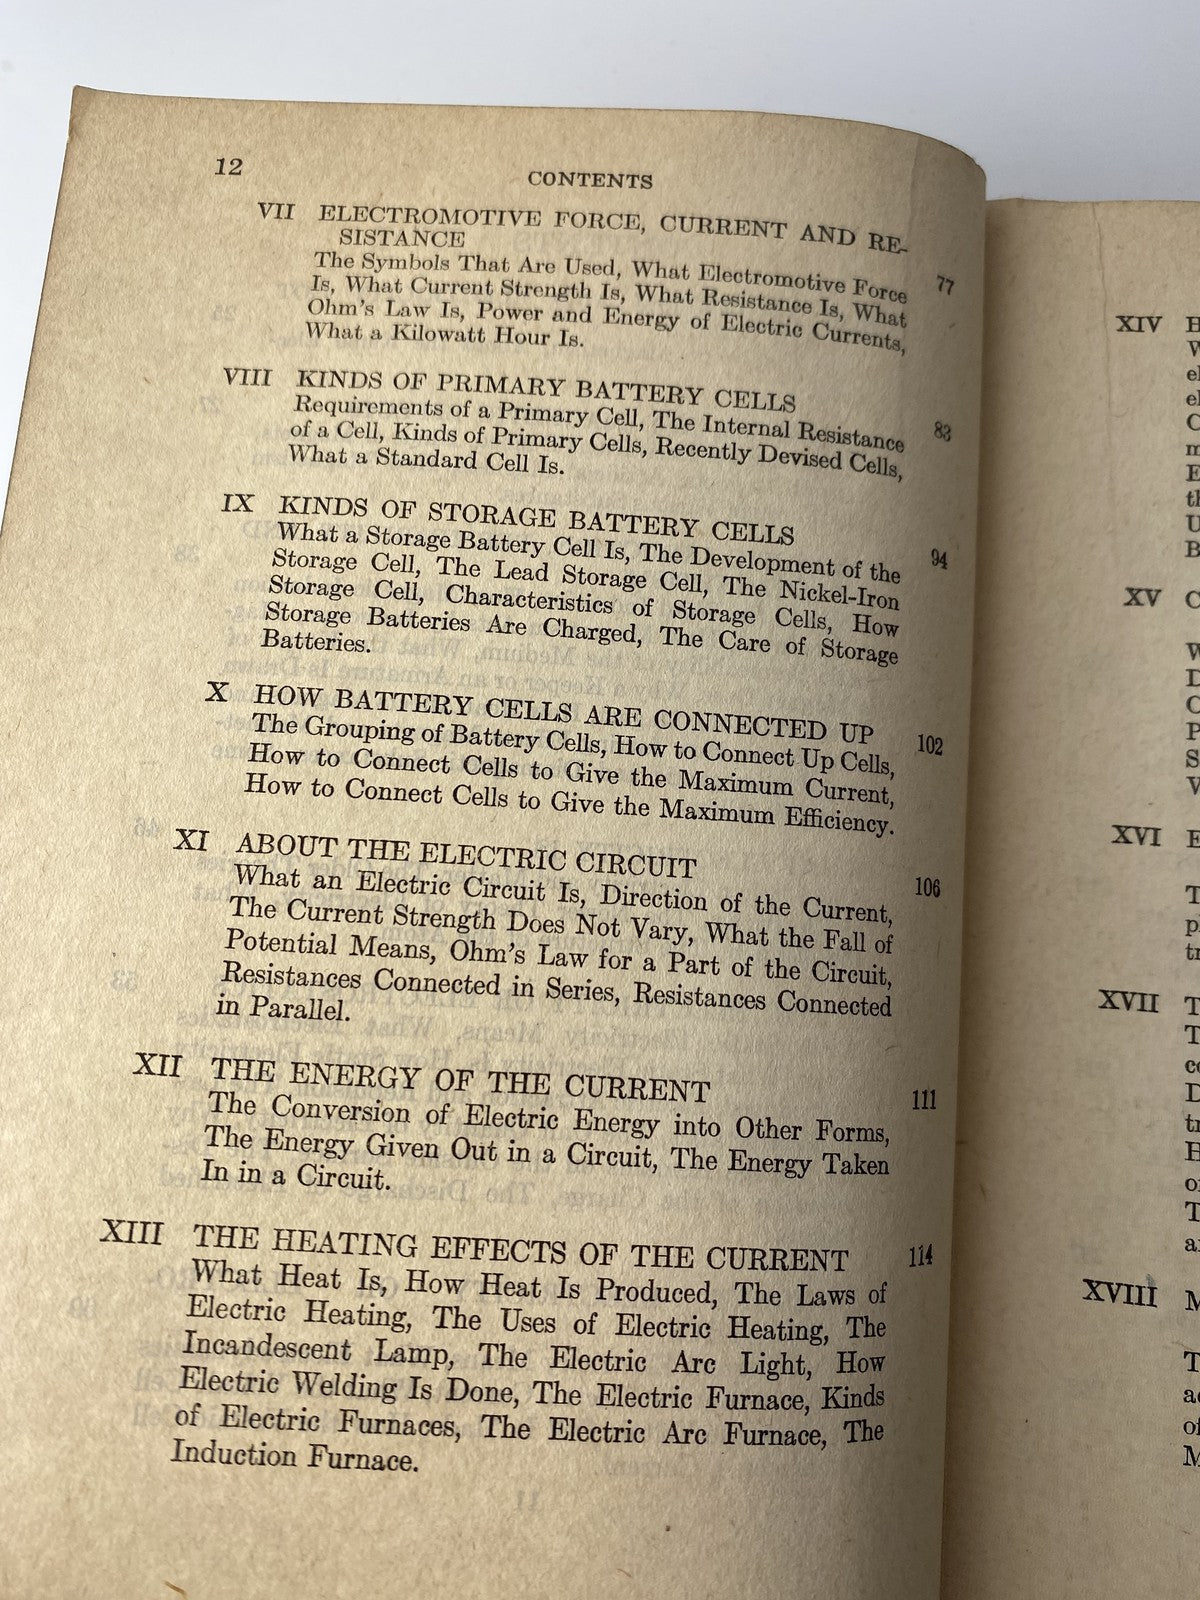 12
CONTENTS
VII ELECTROMOTIVE FORCE, CURRENT AND RE-
SISTANCE 77
The Symbols That Are Used, What Electromotive Force
Is, What Current Strength Is, What Resistance Is, What
Ohm's Law Is, Power and Energy of Electric Currents,
What a Kilowatt Hour Is.
VIII KINDS OF PRIMARY BATTERY CELLS 83
Requirements of a Primary Cell, The Internal Resistance
of a Cell, Kinds of Primary Cells, Recently Devised Cells,
What a Standard Cell Is.
IX KINDS OF STORAGE BATTERY CELLS 94
What a Storage Battery Cell Is, The Development of the
Storage Cell, The Lead Storage Cell, The Nickel-Iron
Storage Cell, Characteristics of Storage Cells, How
Storage Batteries Are Charged, The Care of Storage
Batteries.
X HOW BATTERY CELLS ARE CONNECTED UP 102
The Grouping of Battery Cells, How to Connect Up Cells,
How to Connect Cells to Give the Maximum Current,
How to Connect Cells to Give the Maximum Efficiency.
XI ABOUT THE ELECTRIC CIRCUIT 106
What an Electric Circuit Is, Direction of the Current,
The Current Strength Does Not Vary, What the Fall of
Potential Means, Ohm's Law for a Part of the Circuit,
Resistances Connected in Series, Resistances Connected
in Parallel.
XII THE ENERGY OF THE CURRENT 111
The Conversion of Electric Energy into Other Forms,
The Energy Given Out in a Circuit, The Energy Taken
In in a Circuit.
XIII THE HEATING EFFECTS OF THE CURRENT 114
What Heat Is, How Heat Is Produced, The Laws of
Electric Heating, The Uses of Electric Heating, The
Incandescent Lamp, The Electric Arc Light, How
Electric Welding Is Done, The Electric Furnace, Kinds
of Electric Furnaces, The Electric Arc Furnace, The
Induction Furnace.
XIV
XV
XVI
XVII
XVIII